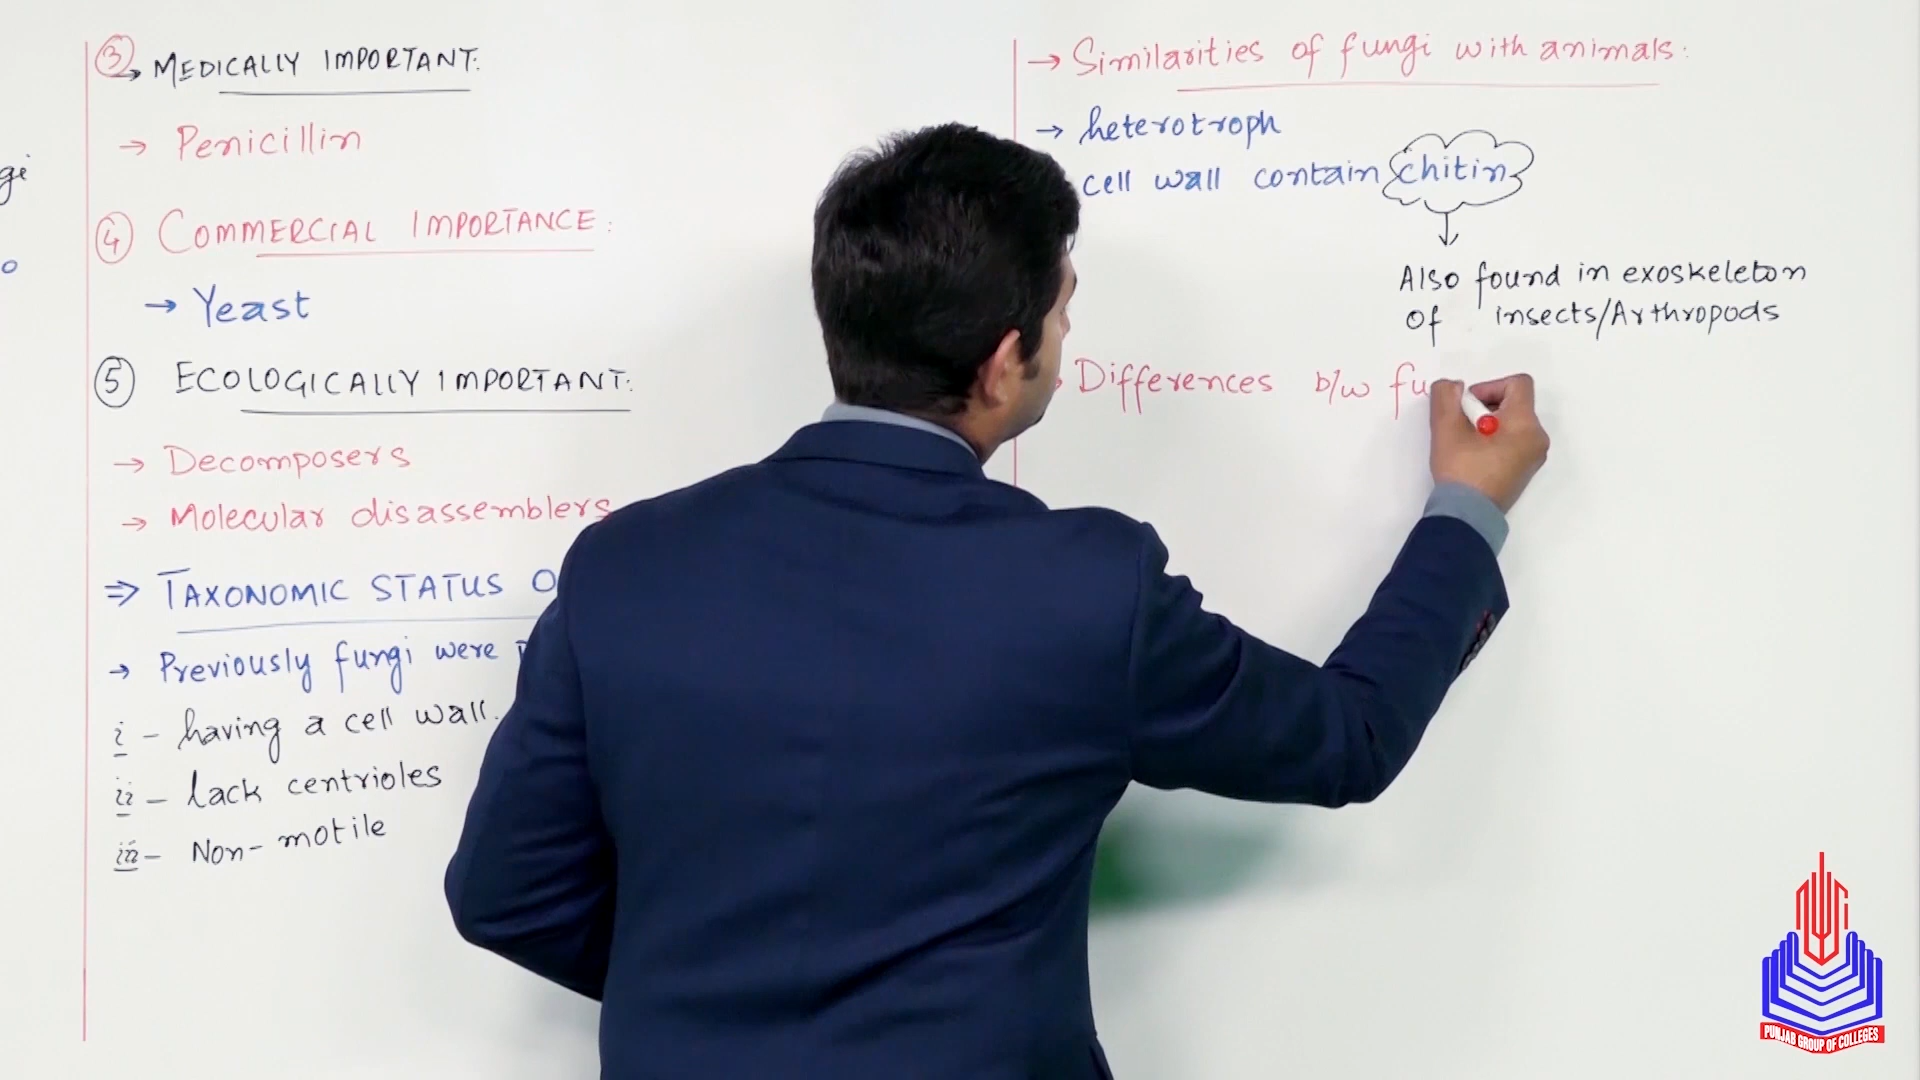 gi
o
③ → MEDICALLY IMPORTANT:
→ Penicillin
④ COMMERCIAL IMPORTANCE:
→ Yeast
⑤ ECOLOGICALLY IMPORTANT:
→ Decomposers
→ Molecular disassemblers
⇒ TAXONOMIC STATUS O
→ Previously fungi were
i - having a cell wall.
ii - lack centrioles
iii - Non-motile
→ Similarities of fungi with animals:
→ heterotroph
cell wall contain chitin
↓
Also found in exoskeleton
of insects/Arthropods
Differences b/w fu
PUNJAB GROUP OF COLLEGES